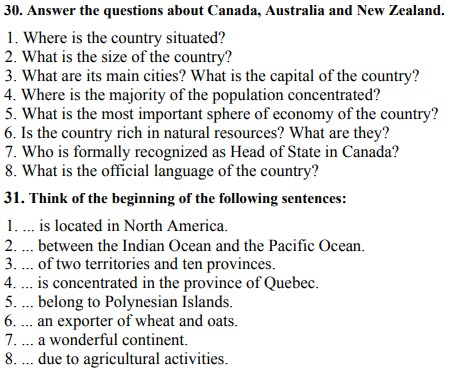 30. Answer the questions about Canada, Australia and New Zealand.
1. Where is the country situated?
2. What is the size of the country?
3. What are its main cities? What is the capital of the country?
4. Where is the majority of the population concentrated?
5. What is the most important sphere of economy of the country?
6. Is the country rich in natural resources? What are they?
7. Who is formally recognized as Head of State in Canada?
8. What is the official language of the country?
31. Think of the beginning of the following sentences:
1. ... is located in North America.
2. ... between the Indian Ocean and the Pacific Ocean.
3. ... of two territories and ten provinces.
4. ... is concentrated in the province of Quebec.
5. ... belong to Polynesian Islands.
6. ... an exporter of wheat and oats.
7. ... a wonderful continent.
8. ... due to agricultural activities.